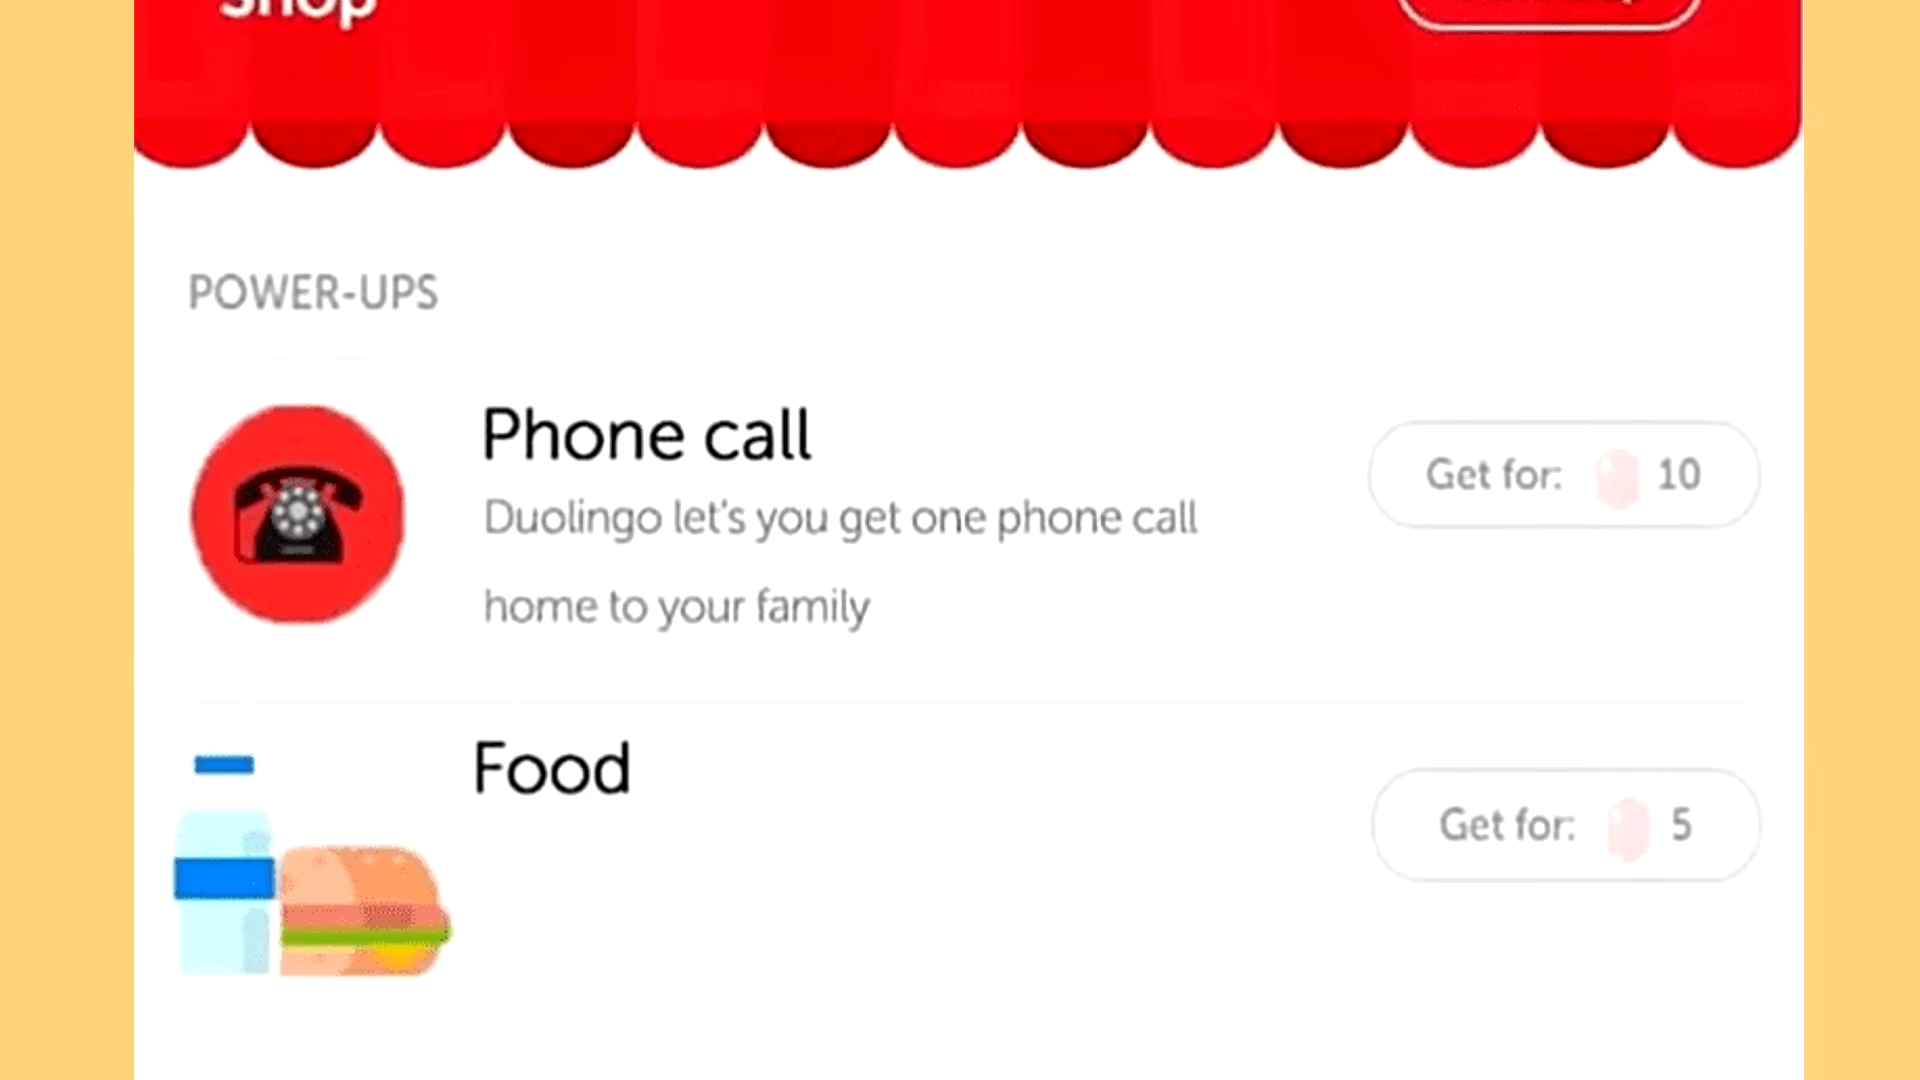 Shop
POWER-UPS
Phone call
Get for: 10
Duolingo let's you get one phone call
home to your family
Food
Get for: 5